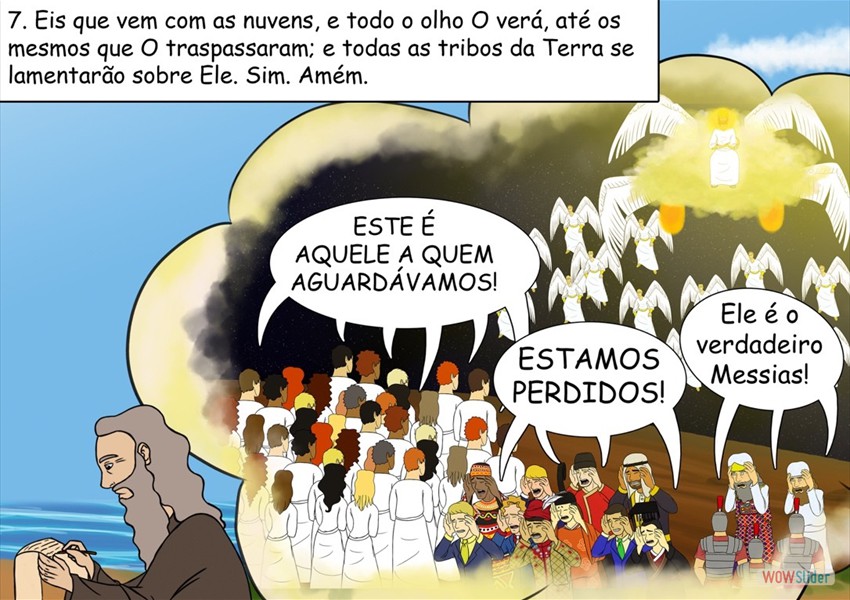 7. Eis que vem com as nuvens, e todo o olho O verá, até os
mesmos que O traspassaram; e todas as tribos da Terra se
lamentarão sobre Ele. Sim. Amém.
ESTE É
AQUELE A QUEM
AGUARDÁVAMOS!
ESTAMOS
PERDIDOS!
Ele é o
verdadeiro
Messias!
WOWSlider